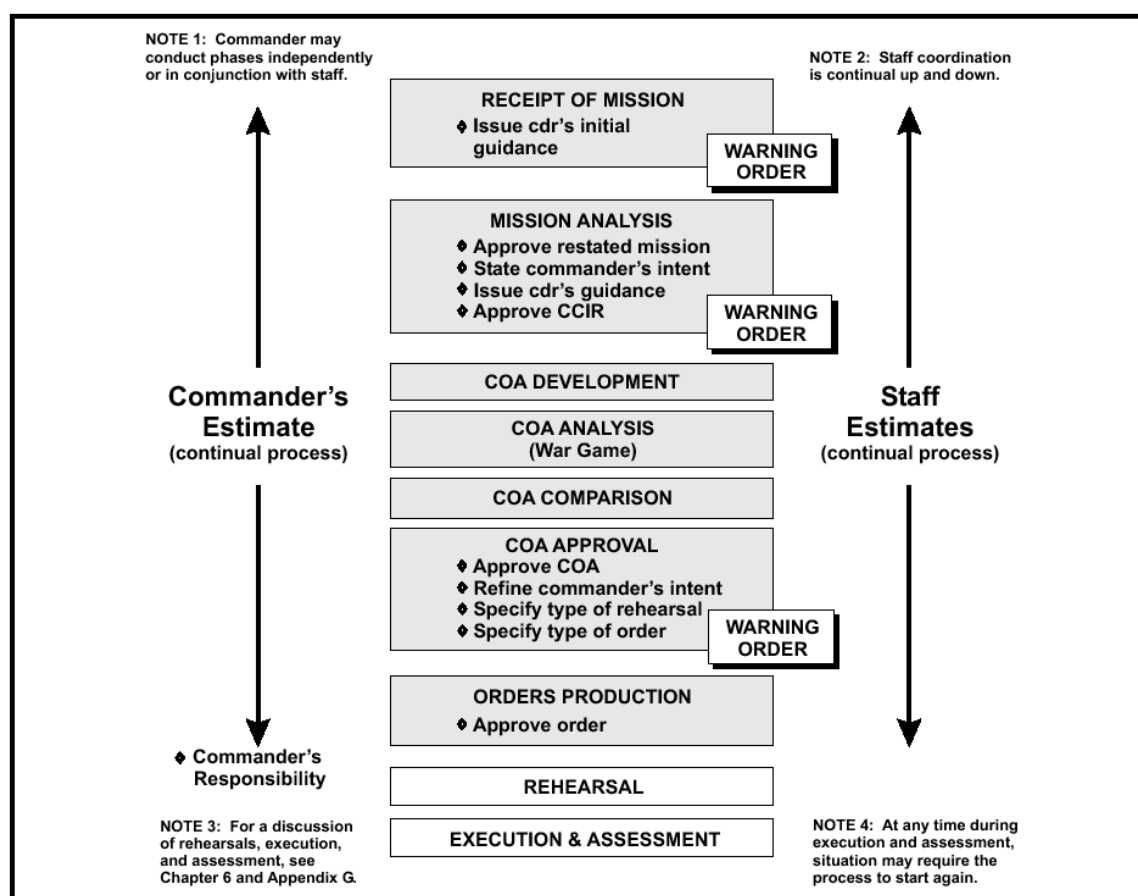 NOTE 1: Commander may
conduct phases independently
or in conjunction with staff.
NOTE 2: Staff coordination
is continual up and down.
RECEIPT OF MISSION
♦ Issue cdr's initial
guidance
WARNING
ORDER
MISSION ANALYSIS
♦ Approve restated mission
♦ State commander's intent
♦ Issue cdr's guidance
♦ Approve CCIR
WARNING
ORDER
Commander's
Estimate
(continual process)
COA DEVELOPMENT
COA ANALYSIS
(War Game)
COA COMPARISON
Staff
Estimates
(continual process)
COA APPROVAL
♦ Approve COA
♦ Refine commander's intent
♦ Specify type of rehearsal
♦ Specify type of order
WARNING
ORDER
ORDERS PRODUCTION
♦ Approve order
♦ Commander's
Responsibility
REHEARSAL
EXECUTION & ASSESSMENT
NOTE 3: For a discussion
of rehearsals, execution,
and assessment, see
Chapter 6 and Appendix G.
NOTE 4: At any time during
execution and assessment,
situation may require the
process to start again.